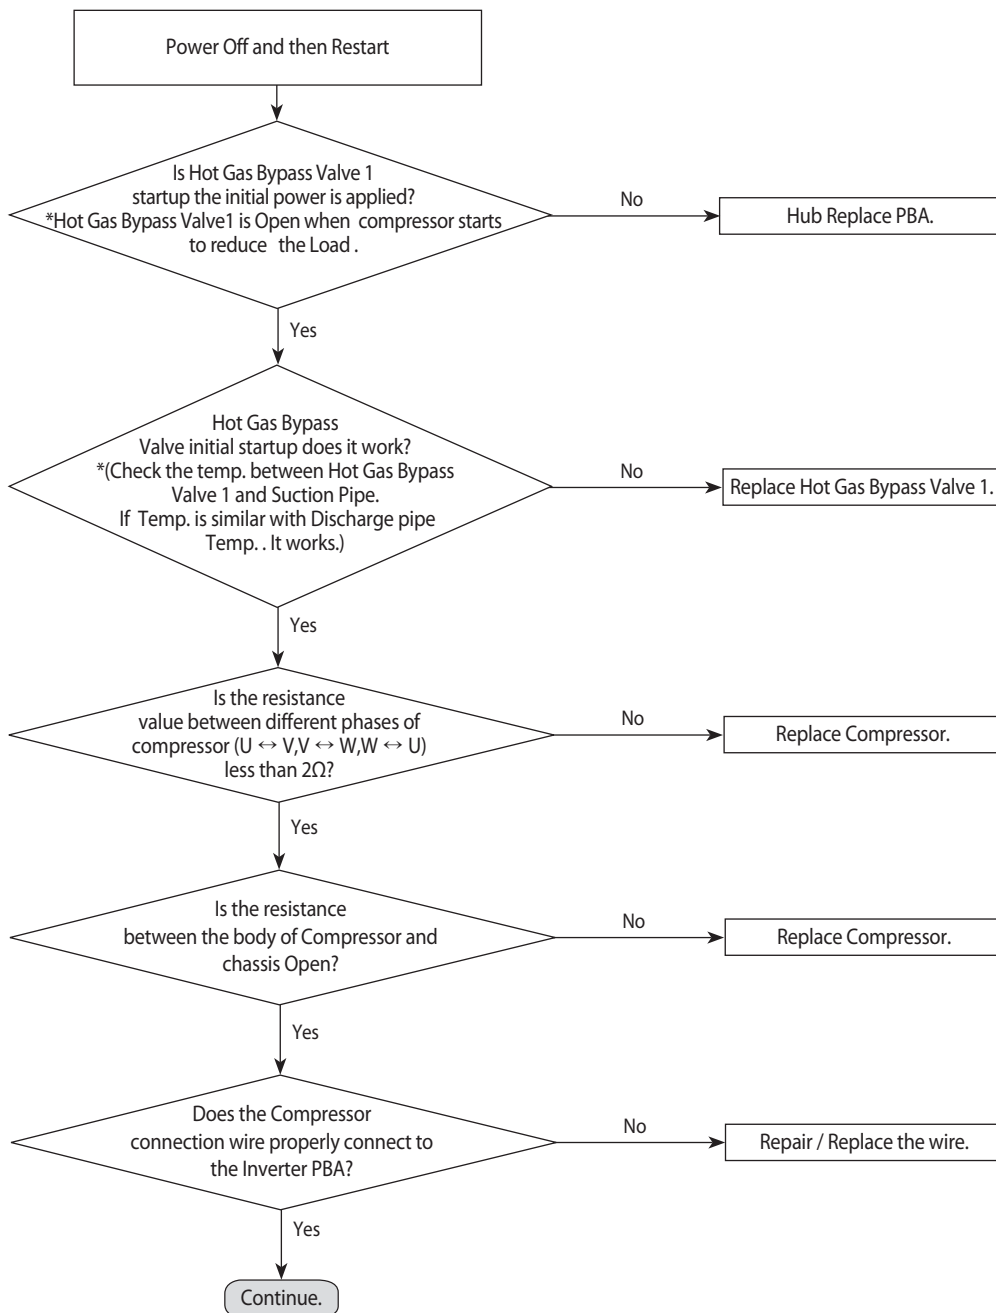 Power Off and then Restart
Is Hot Gas Bypass Valve 1
startup the initial power is applied?
*Hot Gas Bypass Valve1 is Open when compressor starts
to reduce the Load .
No
Hub Replace PBA.
Yes
Hot Gas Bypass
Valve initial startup does it work?
*(Check the temp. between Hot Gas Bypass
Valve 1 and Suction Pipe.
If Temp. is similar with Discharge pipe
Temp. . It works.)
No
Replace Hot Gas Bypass Valve 1.
Yes
Is the resistance
value between different phases of
compressor (U ↔ V,V ↔ W,W ↔ U)
less than 2Ω?
No
Replace Compressor.
Yes
Is the resistance
between the body of Compressor and
chassis Open?
No
Replace Compressor.
Yes
Does the Compressor
connection wire properly connect to
the Inverter PBA?
No
Repair / Replace the wire.
Yes
Continue.